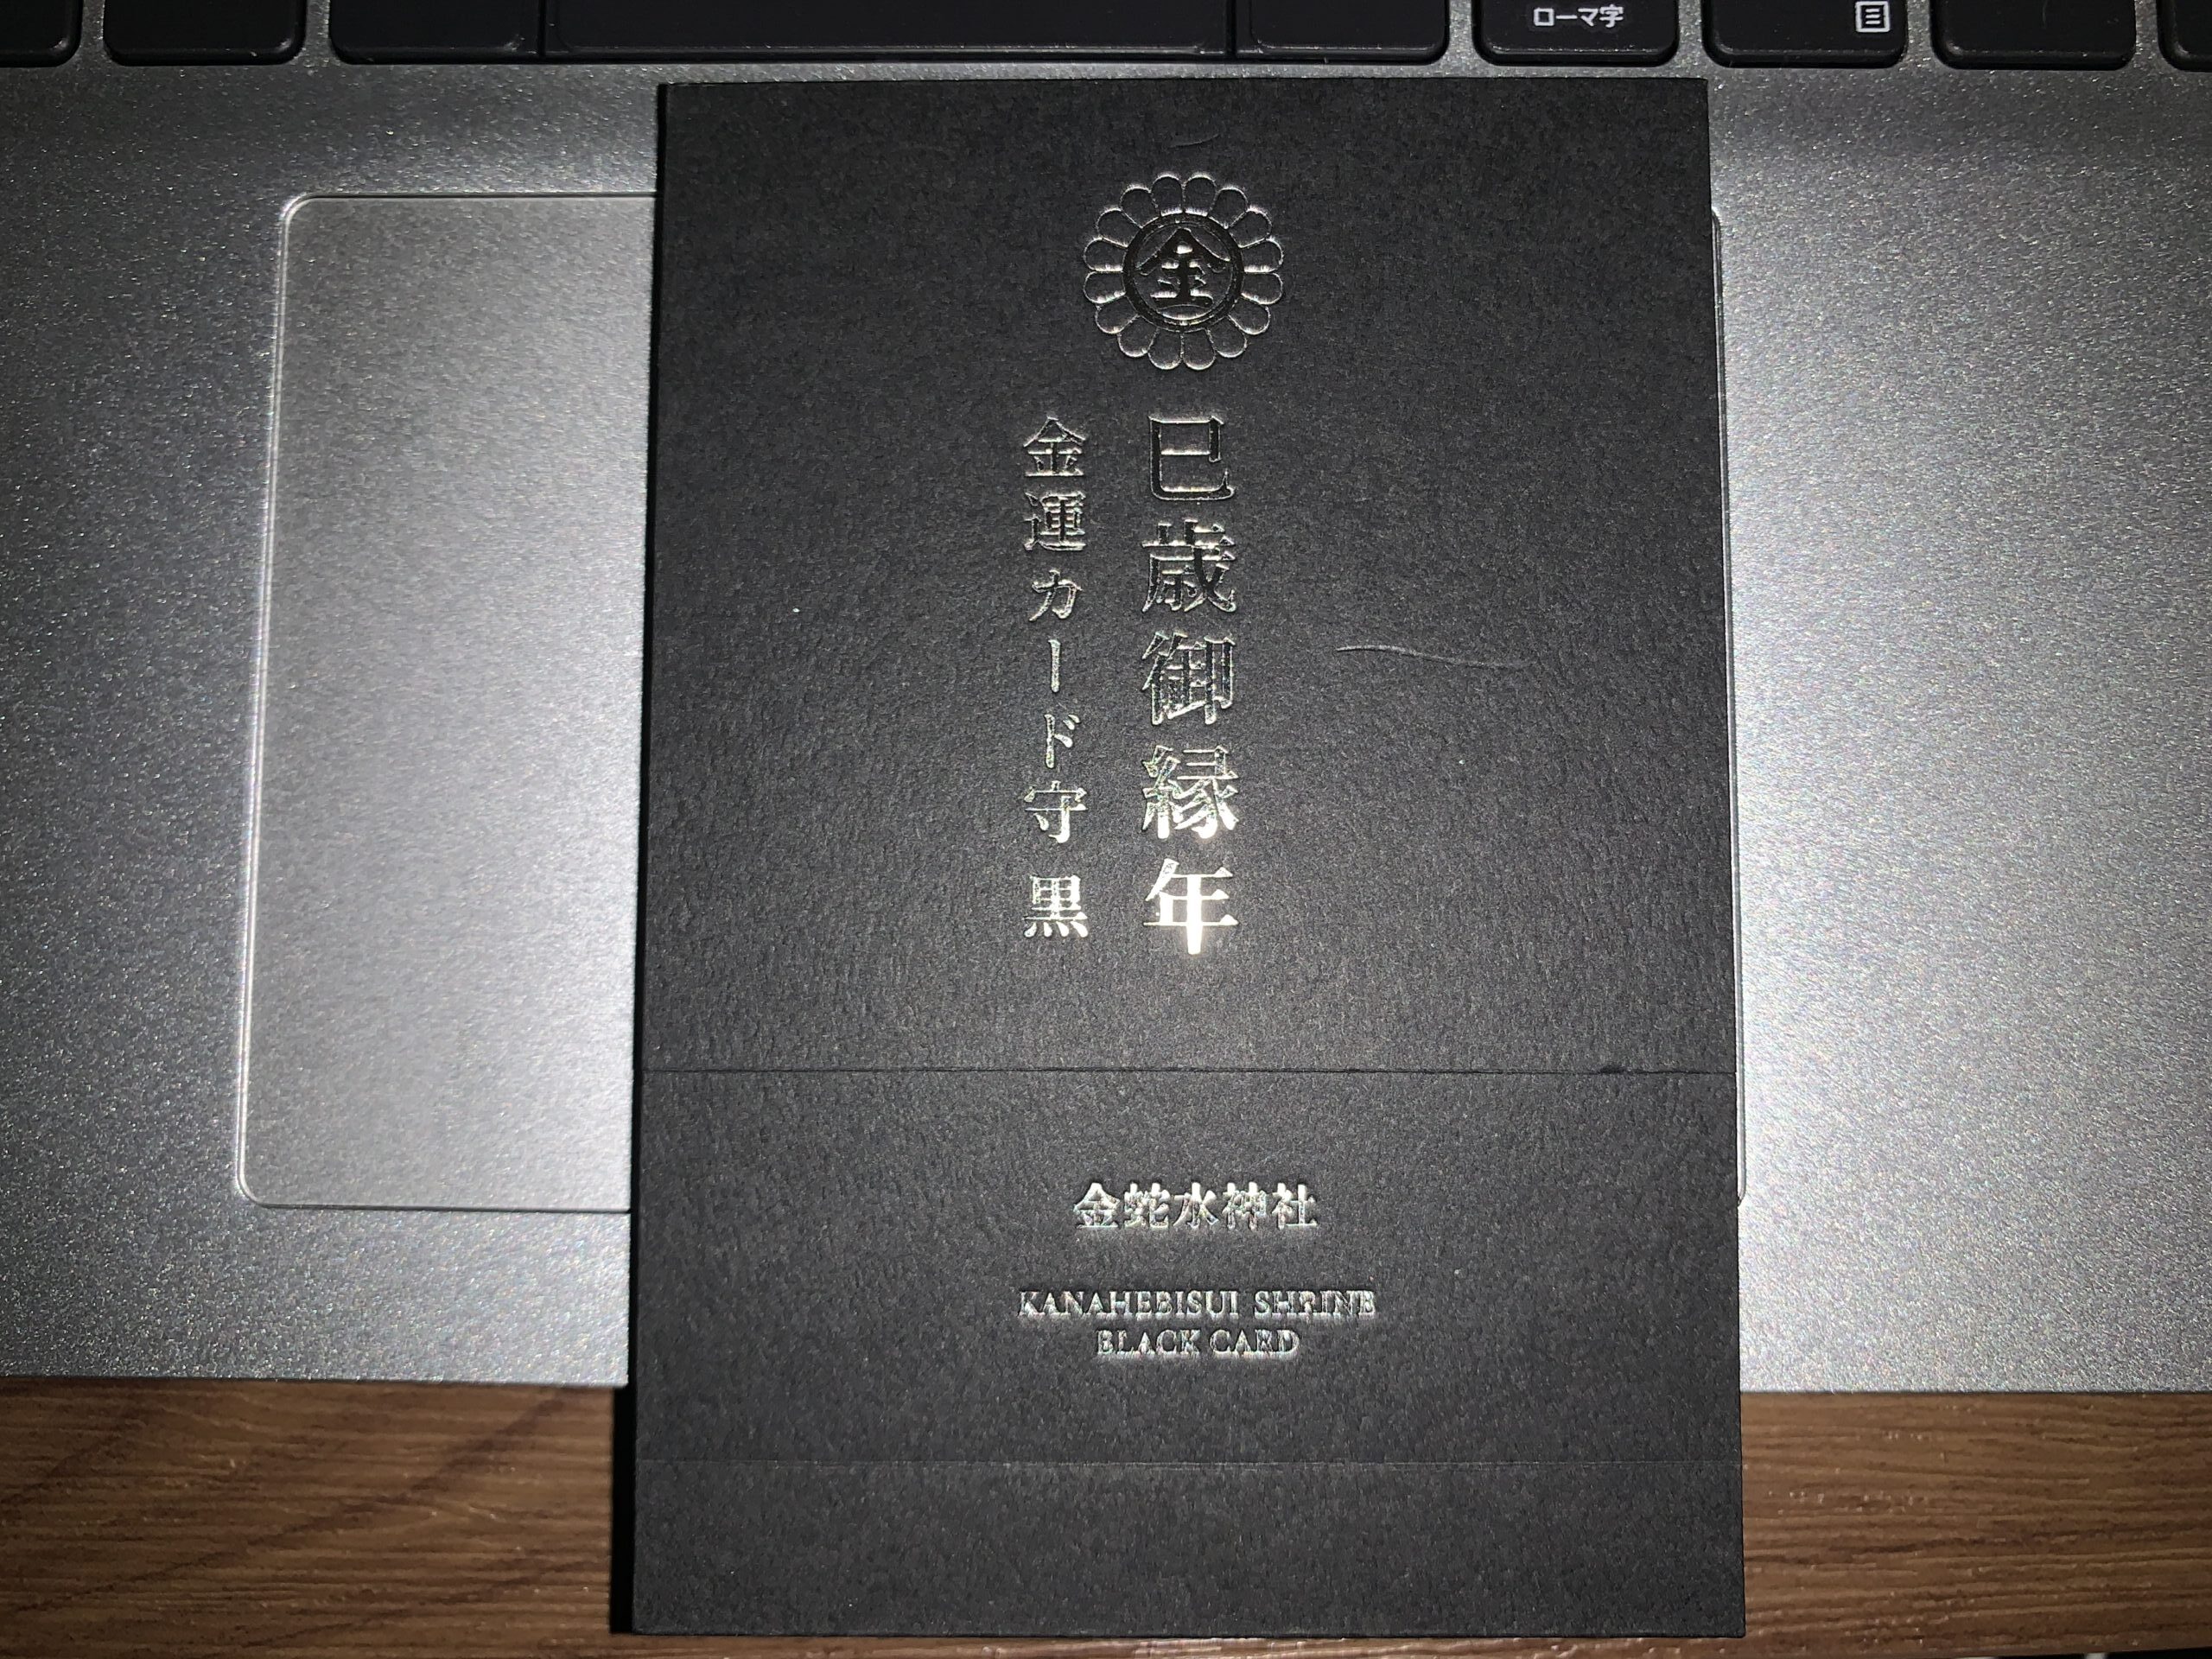 ローマ字
金
巳歳御縁年
金運カード守 黒
金蛇水神社
KANAHEBISUI SHRINE
BLACK CARD